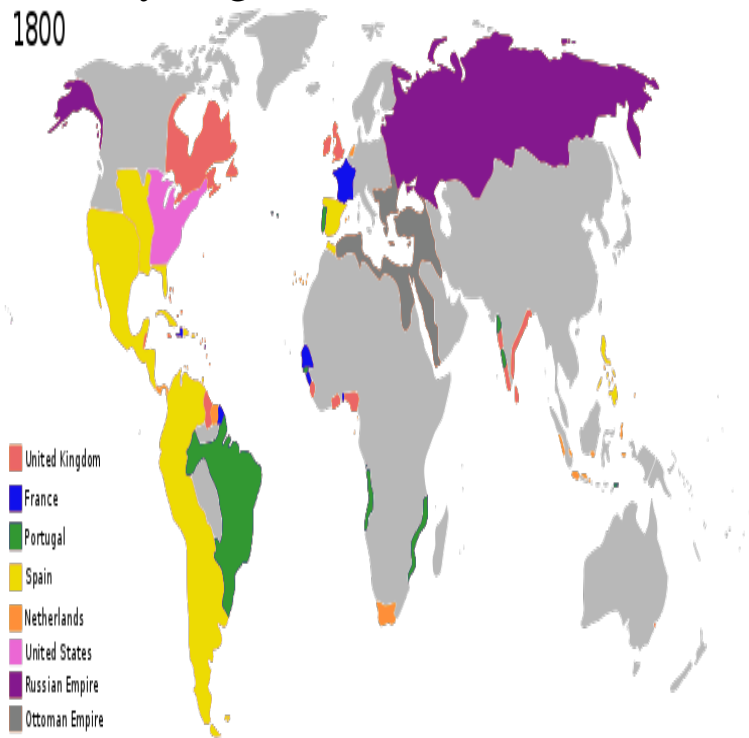 1800
United Kingdom
France
Portugal
Spain
Netherlands
United States
Russian Empire
Ottoman Empire